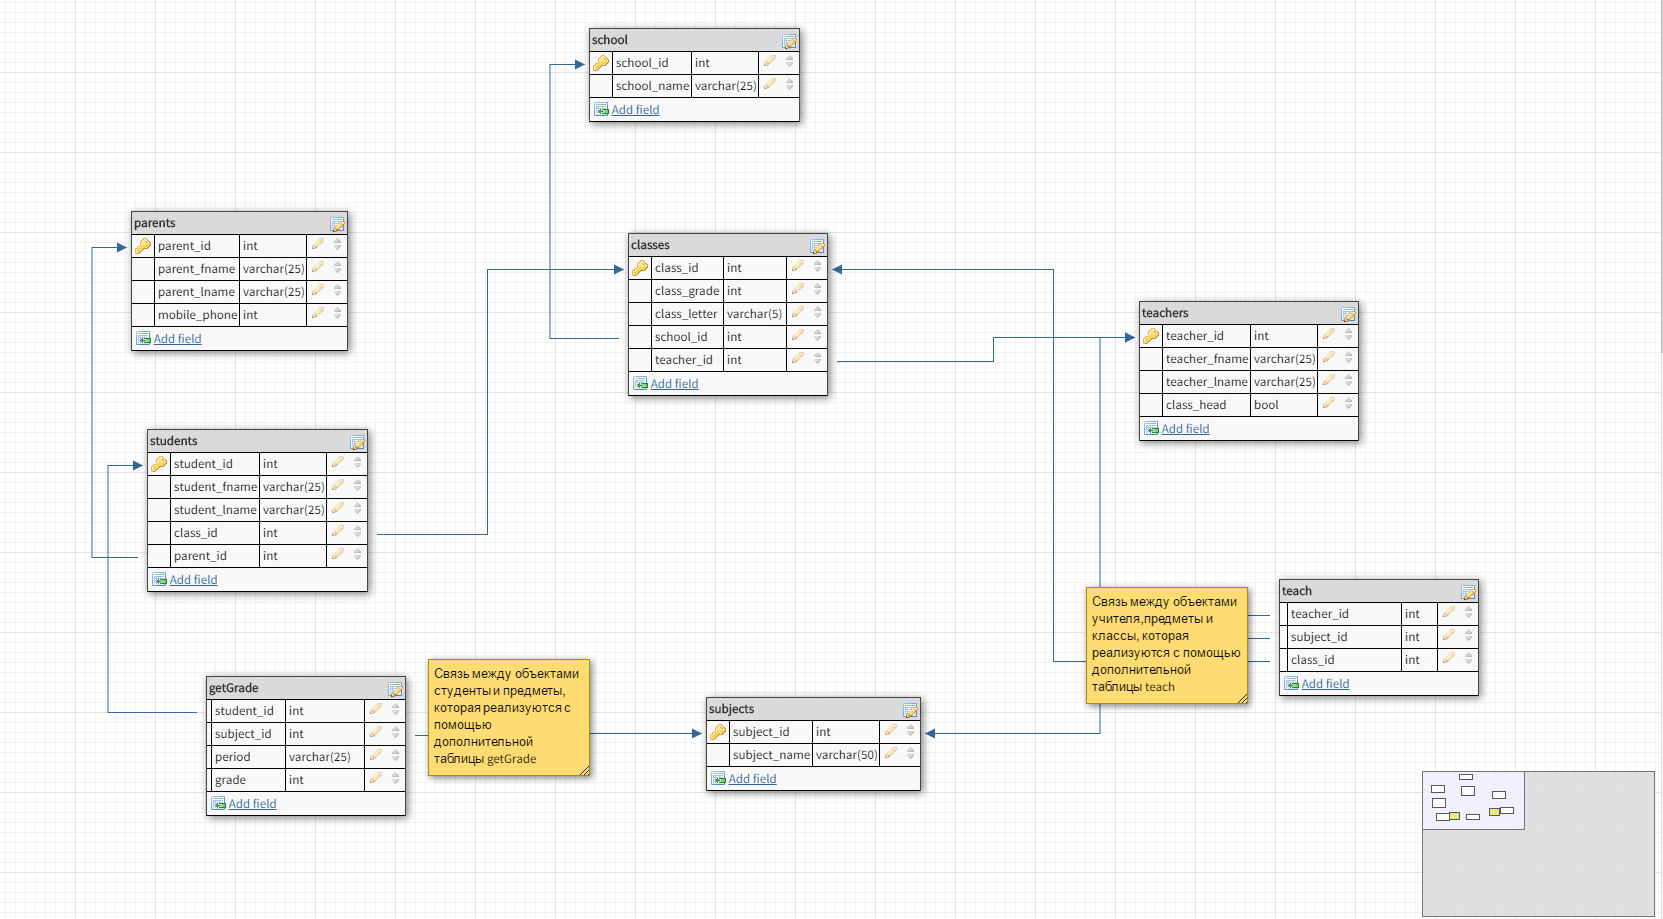 school
school_id int
school_name varchar(25)
Add field
parents
parent_id int
parent_fname varchar(25)
parent_lname varchar(25)
mobile_phone int
Add field
classes
class_id int
class_grade int
class_letter varchar(5)
school_id int
teacher_id int
Add field
teachers
teacher_id int
teacher_fname varchar(25)
teacher_lname varchar(25)
class_head bool
Add field
students
student_id int
student_fname varchar(25)
student_lname varchar(25)
class_id int
parent_id int
Add field
Связь между объектами
учителя,предметы и
классы, которая
реализуются с помощью
дополнительной
таблицы teach
teach
teacher_id int
subject_id int
class_id int
Add field
getGrade
student_id int
subject_id int
period varchar(25)
grade int
Add field
Связь между объектами
студенты и предметы,
которая реализуются с
помощью
дополнительной
таблицы getGrade
subjects
subject_id int
subject_name varchar(50)
Add field